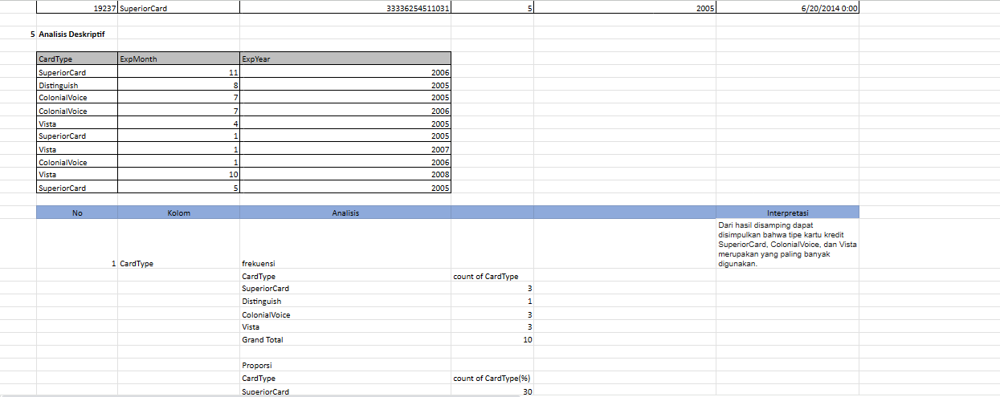 19237 SuperiorCard 33336254511031 5 2005 6/20/2014 0:00
5 Analisis Deskriptif
CardType ExpMonth ExpYear
SuperiorCard 11 2006
Distinguish 8 2005
ColonialVoice 7 2005
ColonialVoice 7 2006
Vista 4 2005
SuperiorCard 1 2005
Vista 1 2007
ColonialVoice 1 2006
Vista 10 2008
SuperiorCard 5 2005
No Kolom Analisis Interpretasi
Dari hasil disamping dapat
disimpulkan bahwa tipe kartu kredit
SuperiorCard, ColonialVoice, dan Vista
merupakan yang paling banyak
digunakan.
1 CardType frekuensi
CardType count of CardType
SuperiorCard 3
Distinguish 1
ColonialVoice 3
Vista 3
Grand Total 10
Proporsi
CardType count of CardType(%)
SuperiorCard 30